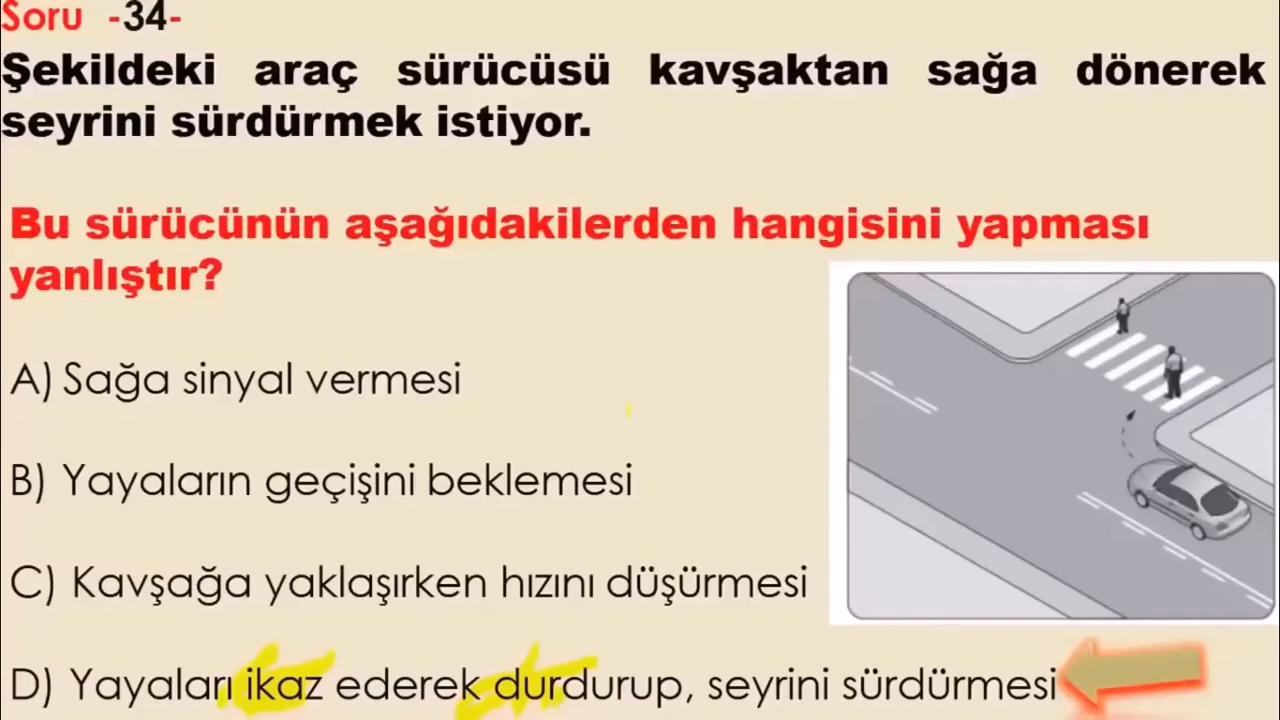 Soru -34-
Şekildeki araç sürücüsü kavşaktan sağa dönerek
seyrini sürdürmek istiyor.
Bu sürücünün aşağıdakilerden hangisini yapması
yanlıştır?
A) Sağa sinyal vermesi
B) Yayaların geçişini beklemesi
C) Kavşağa yaklaşırken hızını düşürmesi
D) Yayaları ikaz ederek durdurup, seyrini sürdürmesi